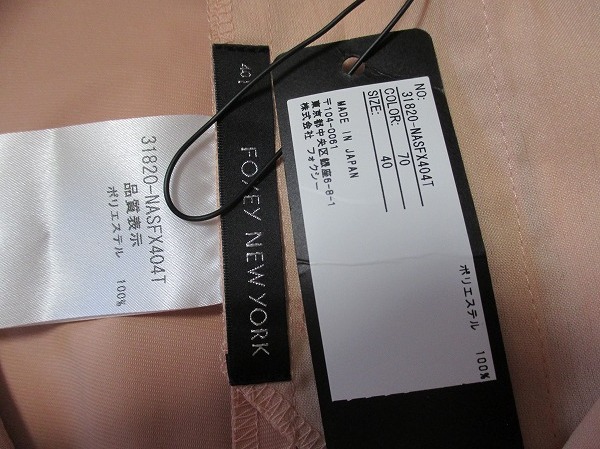 31820-NASFX404T
品質表示
ポリエステル 100%
40
FOXEY NEW YORK
NO:
31820-NASFX404T
COLOR: 70
SIZE: 40
MADE IN JAPAN
〒104-0061
東京都中央区銀座6-8-1
株式会社 フォクシー
ポリエステル 100%